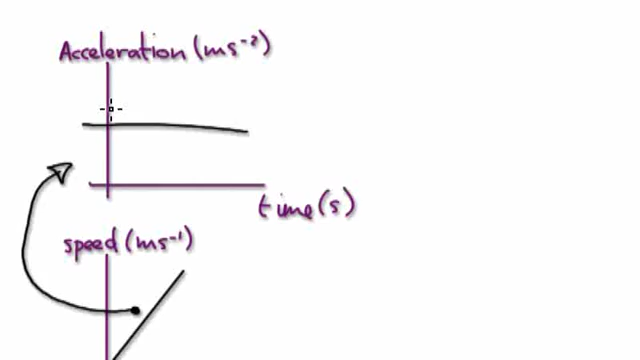 Acceleration (ms⁻²)
time(s)
speed (ms⁻¹)